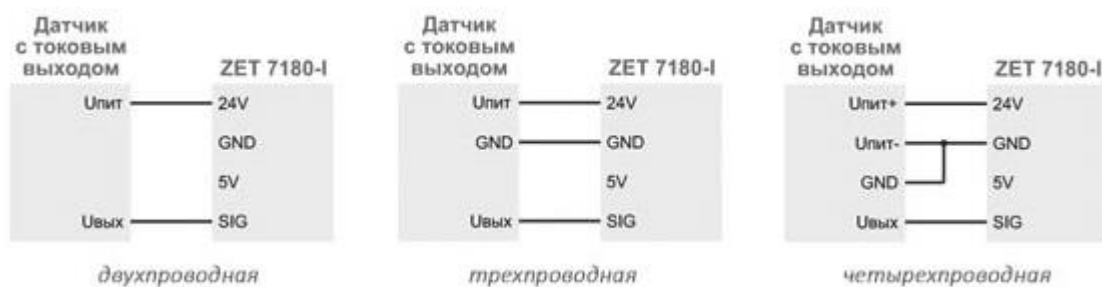 Датчик
с токовым
выходом
ZET 7180-I
Uпит
24V
GND
5V
Uвых
SIG
двухпроводная
Датчик
с токовым
выходом
ZET 7180-I
Uпит
24V
GND
GND
5V
Uвых
SIG
трехпроводная
Датчик
с токовым
выходом
ZET 7180-I
Uпит+
24V
Uпит-
GND
GND
5V
Uвых
SIG
четырехпроводная